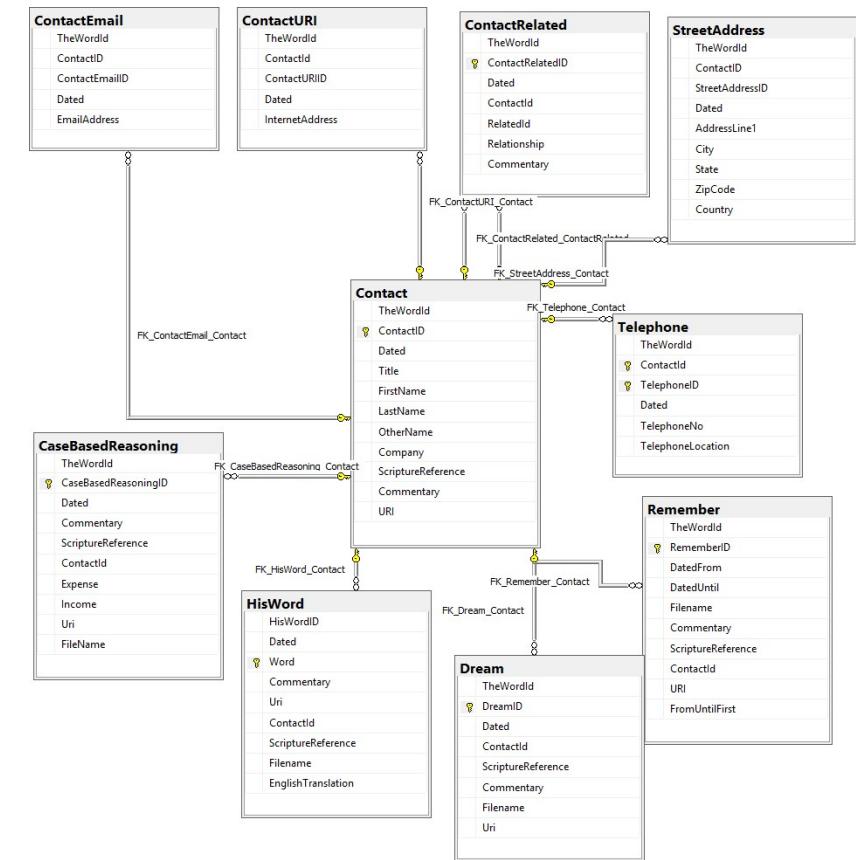 ContactEmail
TheWordId
ContactID
ContactEmailID
Dated
EmailAddress
ContactURI
TheWordId
ContactId
ContactURIID
Dated
InternetAddress
ContactRelated
TheWordId
ContactRelatedID
Dated
ContactId
RelatedId
Relationship
Commentary
StreetAddress
TheWordId
ContactID
StreetAddressID
Dated
AddressLine1
City
State
ZipCode
Country
FK_ContactURI_Contact
FK_ContactRelated_ContactRelated
FK_StreetAddress_Contact
FK_Telephone_Contact
FK_ContactEmail_Contact
Contact
TheWordId
ContactID
Dated
Title
FirstName
LastName
OtherName
Company
ScriptureReference
Commentary
URI
Telephone
TheWordId
ContactId
TelephoneID
Dated
TelephoneNo
TelephoneLocation
CaseBasedReasoning
TheWordId
CaseBasedReasoningID
Dated
Commentary
ScriptureReference
ContactId
Expense
Income
Uri
FileName
FK_CaseBasedReasoning_Contact
FK_HisWord_Contact
FK_Remember_Contact
FK_Dream_Contact
Remember
TheWordId
RememberID
DatedFrom
DatedUntil
Filename
Commentary
ScriptureReference
ContactId
URI
FromUntilFirst
HisWord
HisWordID
Dated
Word
Commentary
Uri
ContactId
ScriptureReference
Filename
EnglishTranslation
Dream
TheWordId
DreamID
Dated
ContactId
ScriptureReference
Commentary
Filename
Uri